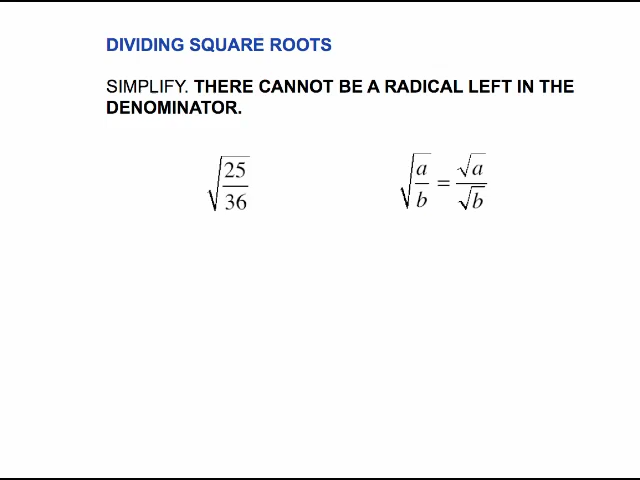 DIVIDING SQUARE ROOTS
SIMPLIFY. THERE CANNOT BE A RADICAL LEFT IN THE
DENOMINATOR.
√(25/36)
√(a/b) = √a/√b